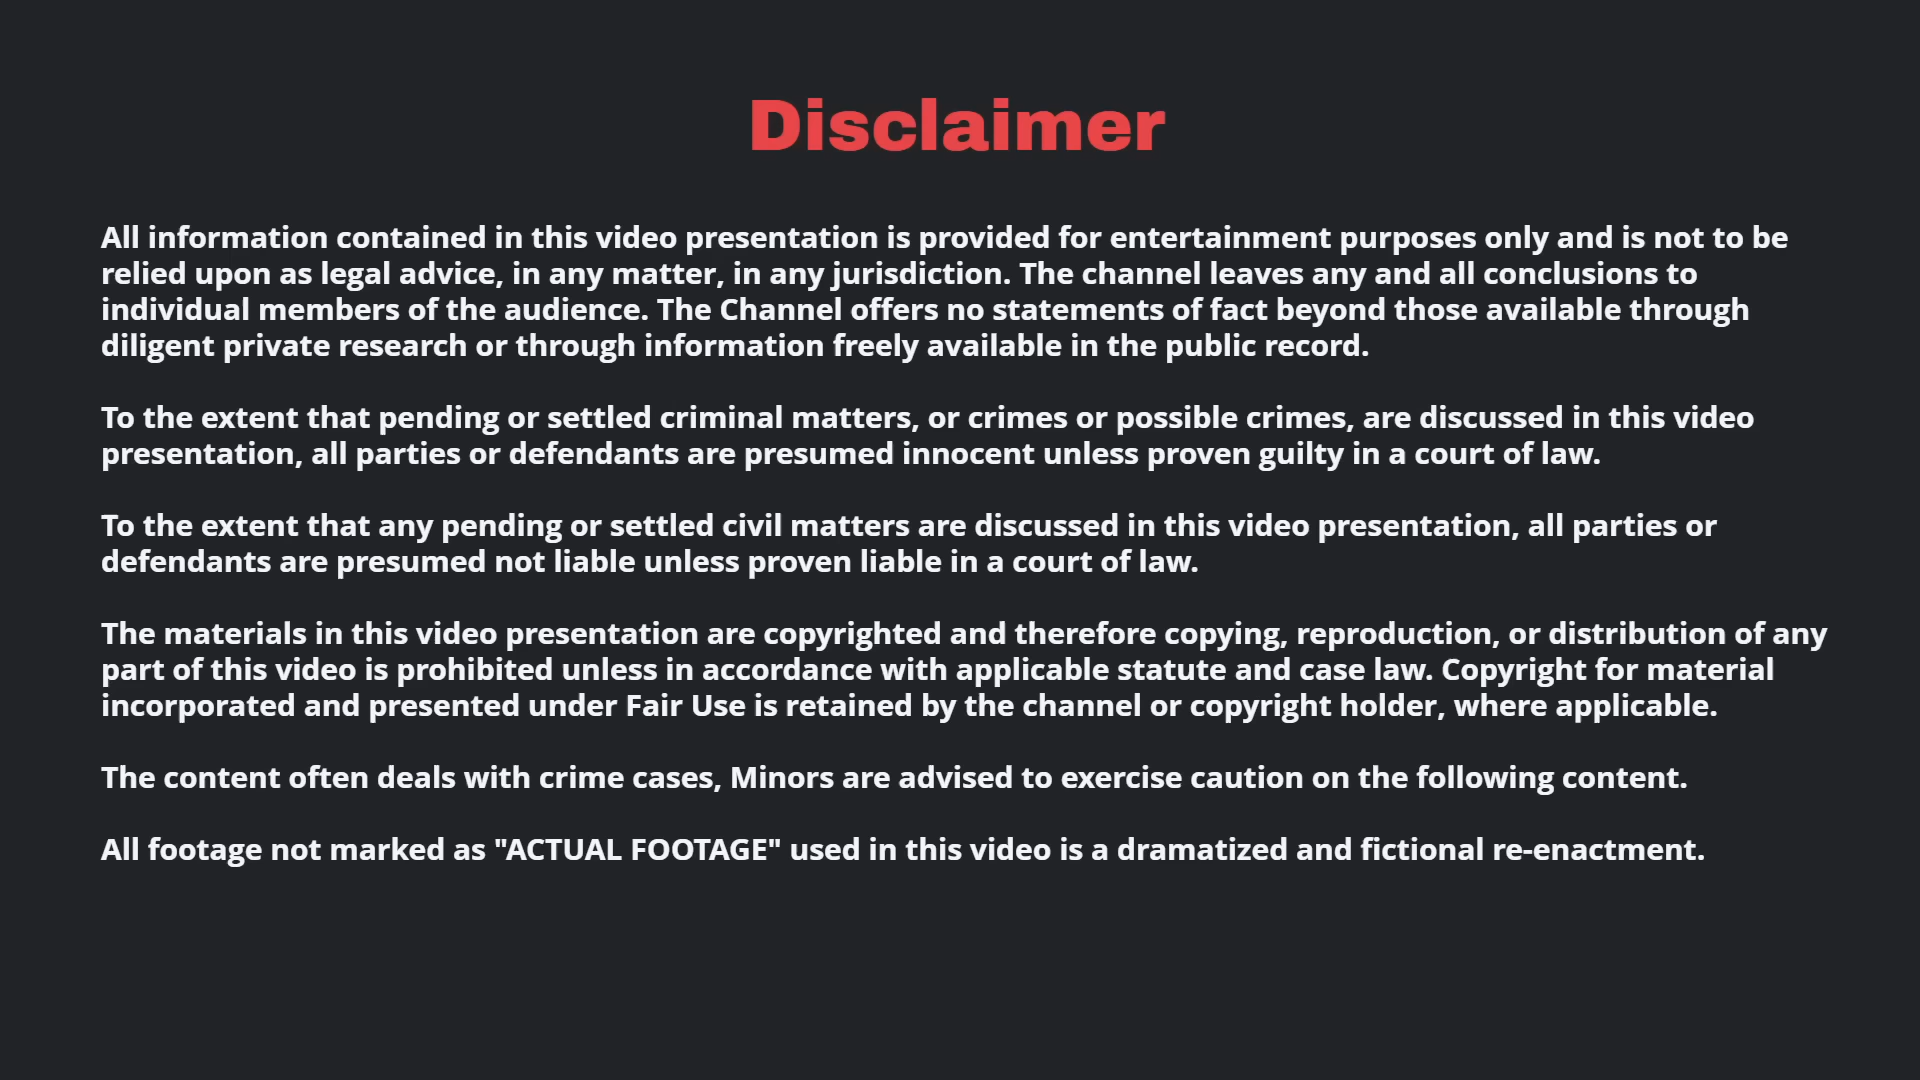 Disclaimer
All information contained in this video presentation is provided for entertainment purposes only and is not to be
relied upon as legal advice, in any matter, in any jurisdiction. The channel leaves any and all conclusions to
individual members of the audience. The Channel offers no statements of fact beyond those available through
diligent private research or through information freely available in the public record.
To the extent that pending or settled criminal matters, or crimes or possible crimes, are discussed in this video
presentation, all parties or defendants are presumed innocent unless proven guilty in a court of law.
To the extent that any pending or settled civil matters are discussed in this video presentation, all parties or
defendants are presumed not liable unless proven liable in a court of law.
The materials in this video presentation are copyrighted and therefore copying, reproduction, or distribution of any
part of this video is prohibited unless in accordance with applicable statute and case law. Copyright for material
incorporated and presented under Fair Use is retained by the channel or copyright holder, where applicable.
The content often deals with crime cases, Minors are advised to exercise caution on the following content.
All footage not marked as "ACTUAL FOOTAGE" used in this video is a dramatized and fictional re-enactment.